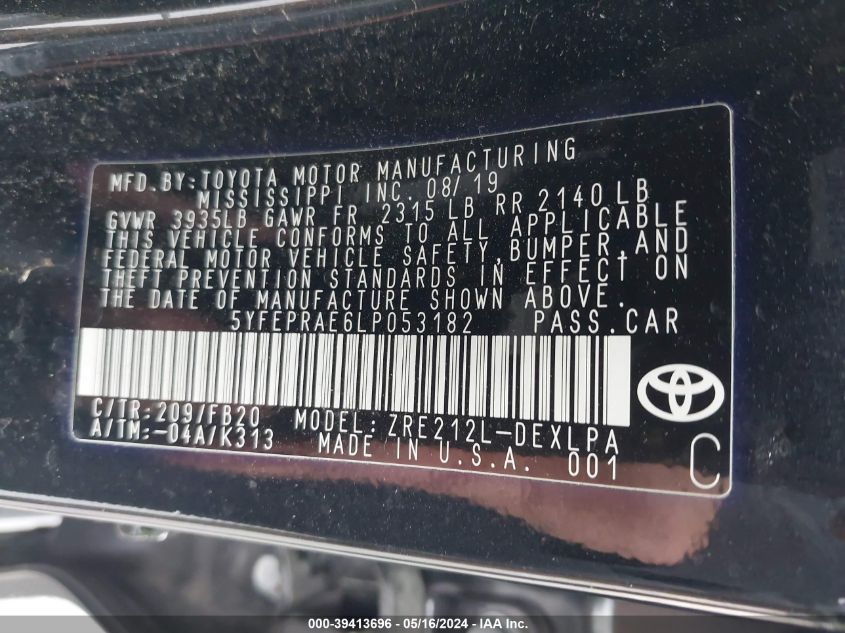 MFD.BY:TOYOTA MOTOR MANUFACTURING
MISSISSIPPI INC. 08/19
GVWR 3935LB GAWR FR 2315 LB RR 2140 LB
THIS VEHICLE CONFORMS TO ALL APPLICABLE
FEDERAL MOTOR VEHICLE SAFETY, BUMPER, AND
THEFT PREVENTION STANDARDS IN EFFECT ON
THE DATE OF MANUFACTURE SHOWN ABOVE.
5YFEPRAE6LP053182 PASS.CAR
C/TR:209/FB20 MODEL:ZRE212L-DEXLPA
A/TM:-04A/K313 MADE IN U.S.A. 001
C
000-39413696 - 05/16/2024 - IAA Inc.